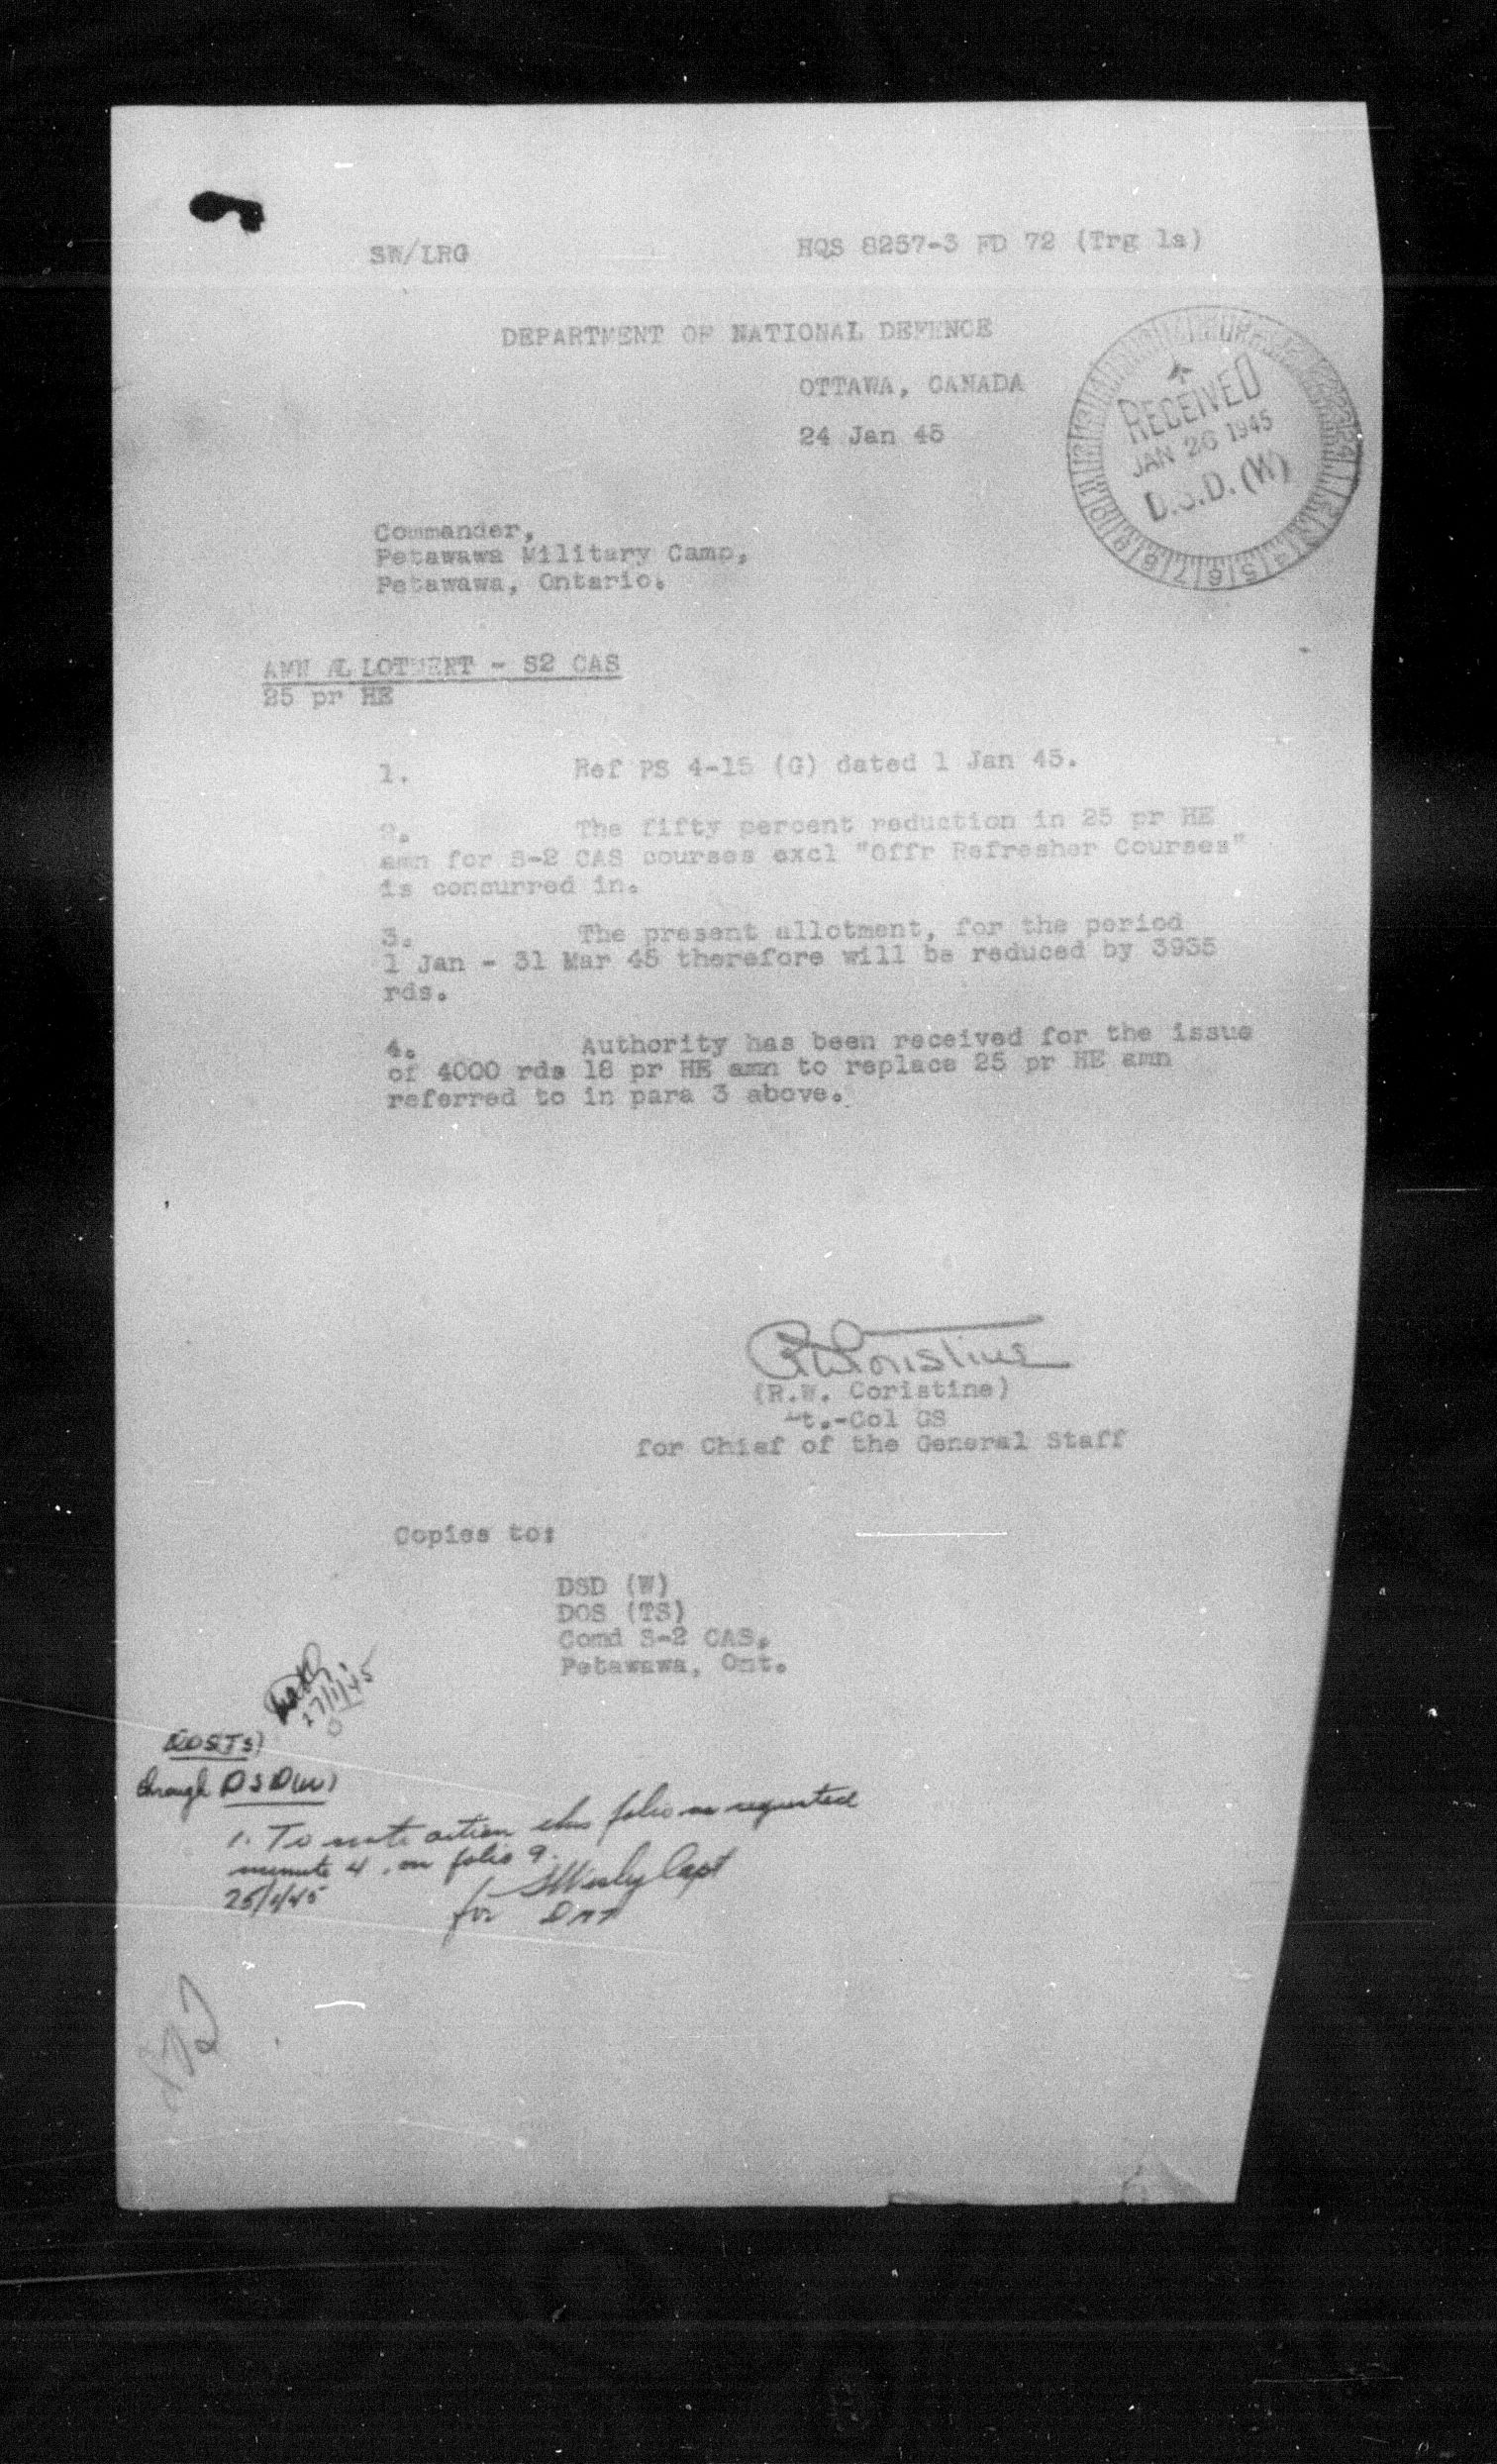 SW/LRG
HQS 8257-3 FD 72 (Trg 1a)
DEPARTMENT OF NATIONAL DEFENCE
OTTAWA, CANADA
24 Jan 45
RECEIVED
JAN 26 1945
D.S.D. (W)
Commander,
Petawawa Military Camp,
Petawawa, Ontario.
AMN ALLOTMENT - S2 CAS
25 pr HE
1. Ref PS 4-15 (G) dated 1 Jan 45.
2. The fifty percent reduction in 25 pr HE
amn for S-2 CAS courses excl "Offr Refresher Courses"
is concurred in.
3. The present allotment, for the period
1 Jan - 31 Mar 45 therefore will be reduced by 3935
rds.
4. Authority has been received for the issue
of 4000 rds 18 pr HE amn to replace 25 pr HE amn
referred to in para 3 above.
RWCoristine
(R.W. Coristine)
Lt.-Col GS
for Chief of the General Staff
Copies to:
DSD (W)
DOS (TS)
Comd S-2 CAS,
Petawawa, Ont.
27/1/45
DOS(TS)
through DSD(W)
1. To note action this folio as requested
minute 4, on folio 9.
25/1/45
Capt
for DMT